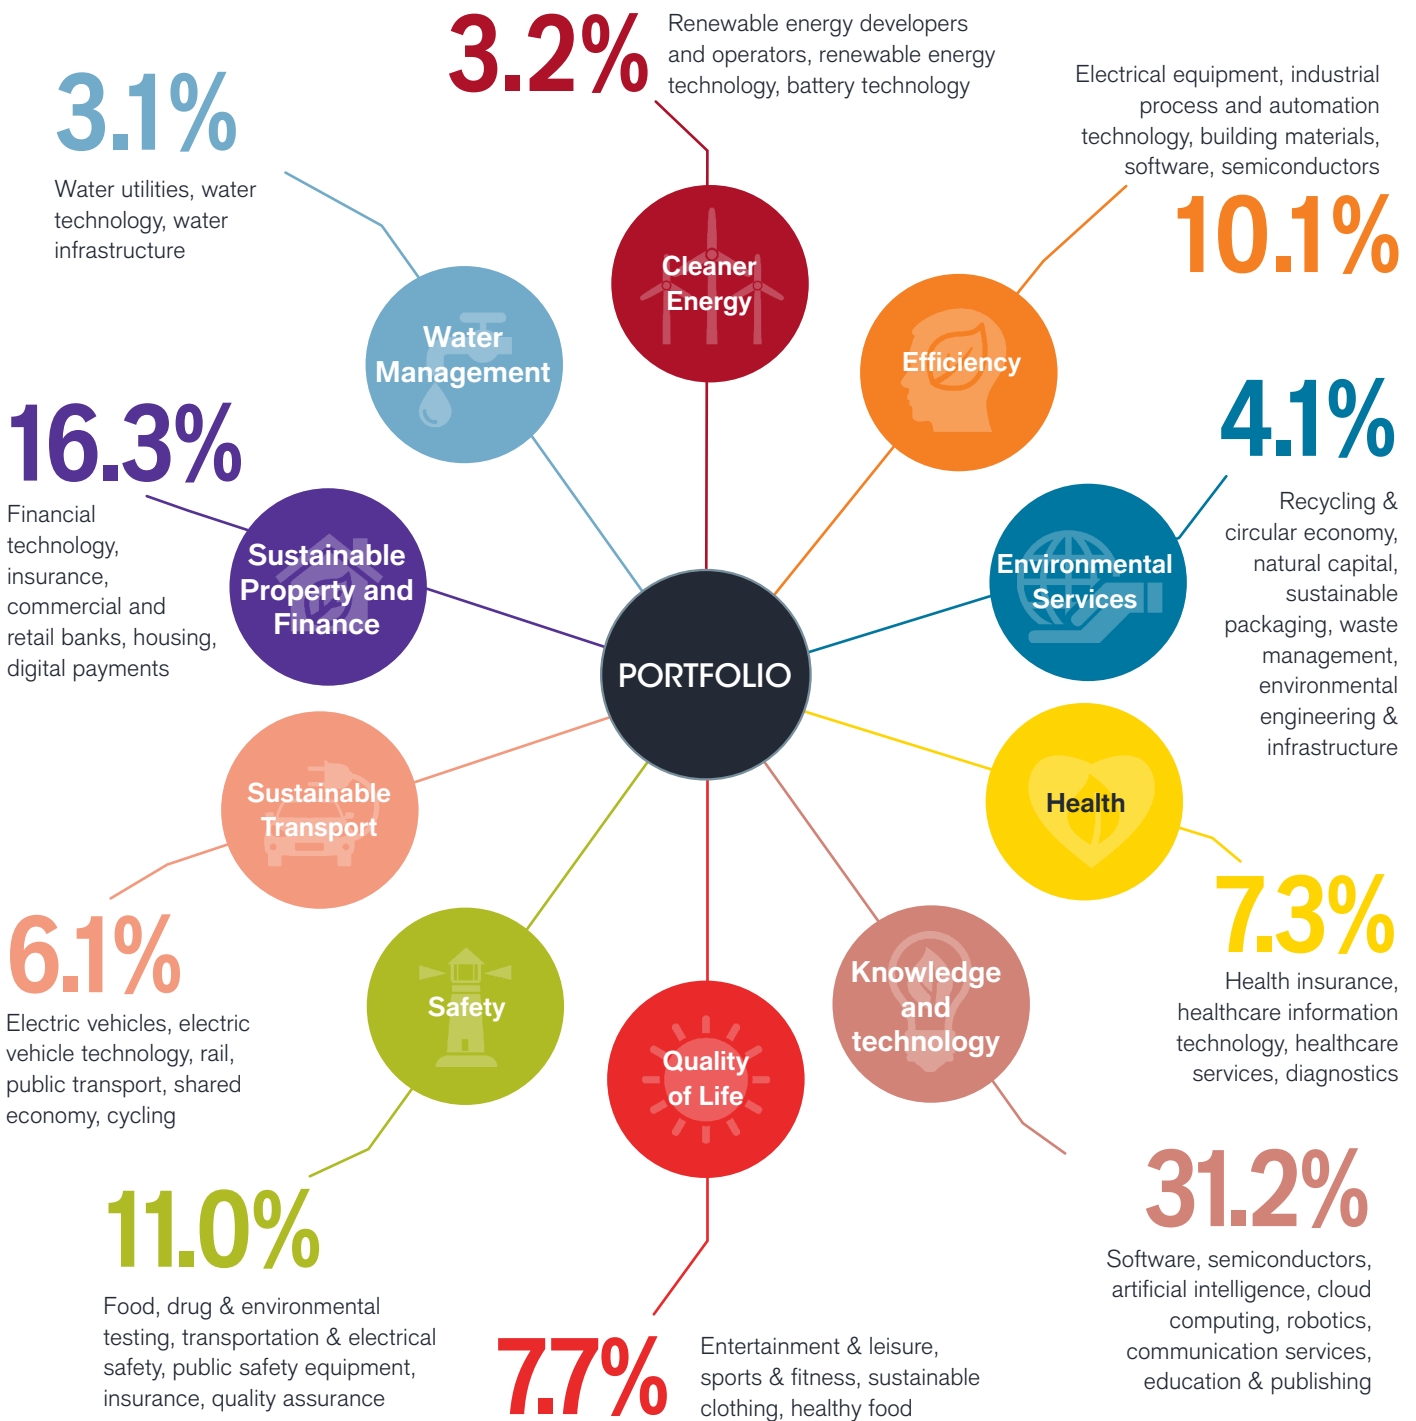 3.2%
Renewable energy developers
and operators, renewable energy
technology, battery technology
Cleaner
Energy
Electrical equipment, industrial
process and automation
technology, building materials,
software, semiconductors
10.1%
Efficiency
4.1%
Recycling &
circular economy,
natural capital,
sustainable
packaging, waste
management,
environmental
engineering &
infrastructure
Environmental
Services
Health
7.3%
Health insurance,
healthcare information
technology, healthcare
services, diagnostics
Knowledge
and
technology
31.2%
Software, semiconductors,
artificial intelligence, cloud
computing, robotics,
communication services,
education & publishing
Quality
of Life
7.7%
Entertainment & leisure,
sports & fitness, sustainable
clothing, healthy food
Safety
11.0%
Food, drug & environmental
testing, transportation & electrical
safety, public safety equipment,
insurance, quality assurance
Sustainable
Transport
6.1%
Electric vehicles, electric
vehicle technology, rail,
public transport, shared
economy, cycling
16.3%
Financial
technology,
insurance,
commercial and
retail banks, housing,
digital payments
Sustainable
Property and
Finance
3.1%
Water utilities, water
technology, water
infrastructure
Water
Management
PORTFOLIO